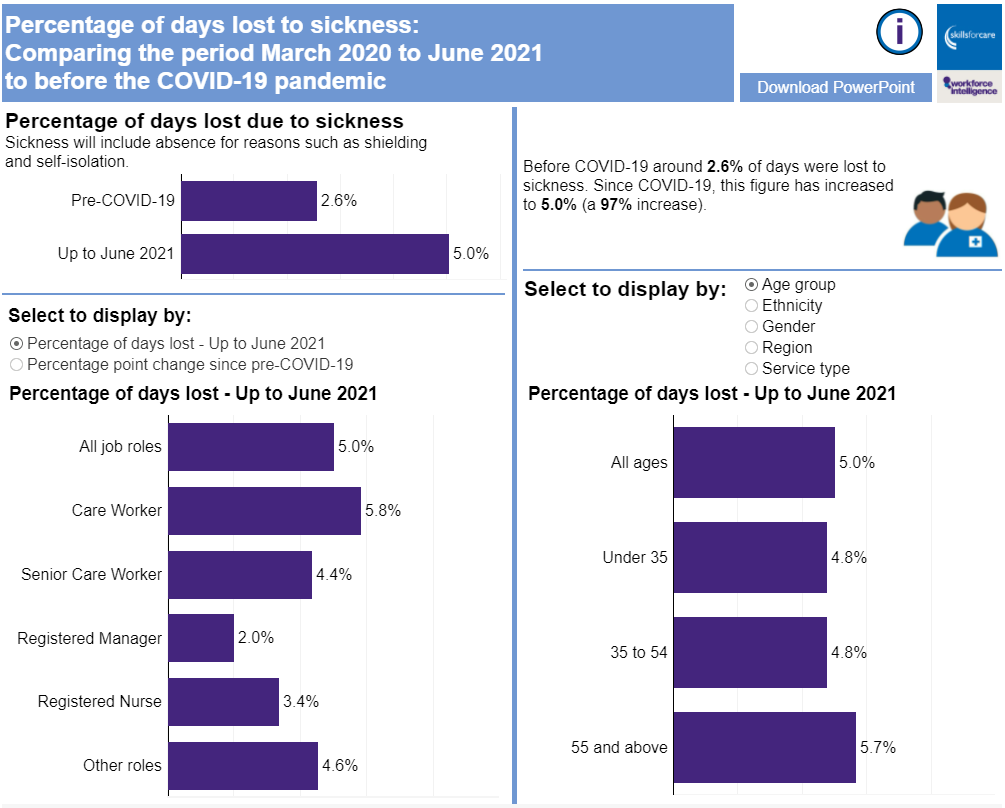 Percentage of days lost to sickness:
Comparing the period March 2020 to June 2021
to before the COVID-19 pandemic
i
skillsforcare
Download PowerPoint
workforce
intelligence
Percentage of days lost due to sickness
Sickness will include absence for reasons such as shielding
and self-isolation.
Pre-COVID-19 2.6%
Up to June 2021 5.0%
Before COVID-19 around 2.6% of days were lost to
sickness. Since COVID-19, this figure has increased
to 5.0% (a 97% increase).
Select to display by:
Percentage of days lost - Up to June 2021
Percentage point change since pre-COVID-19
Percentage of days lost - Up to June 2021
All job roles 5.0%
Care Worker 5.8%
Senior Care Worker 4.4%
Registered Manager 2.0%
Registered Nurse 3.4%
Other roles 4.6%
Select to display by:
Age group
Ethnicity
Gender
Region
Service type
Percentage of days lost - Up to June 2021
All ages 5.0%
Under 35 4.8%
35 to 54 4.8%
55 and above 5.7%